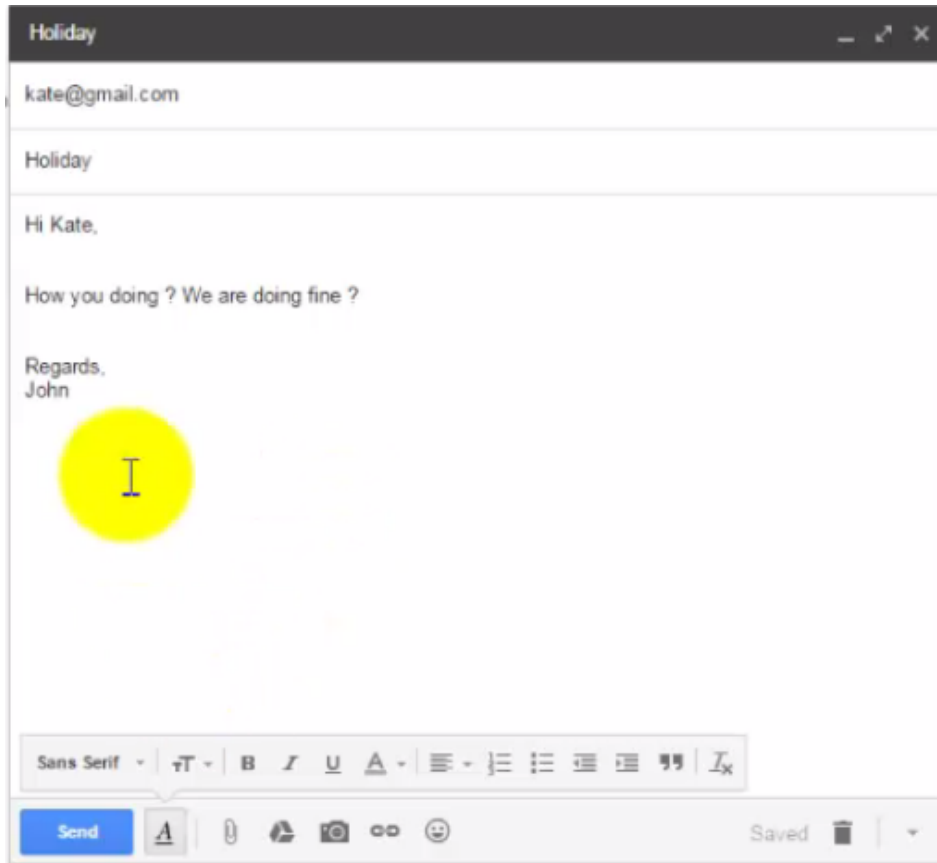 Holiday
kate@gmail.com
Holiday
Hi Kate,
How you doing ? We are doing fine ?
Regards,
John
Sans Serif
Send
Saved